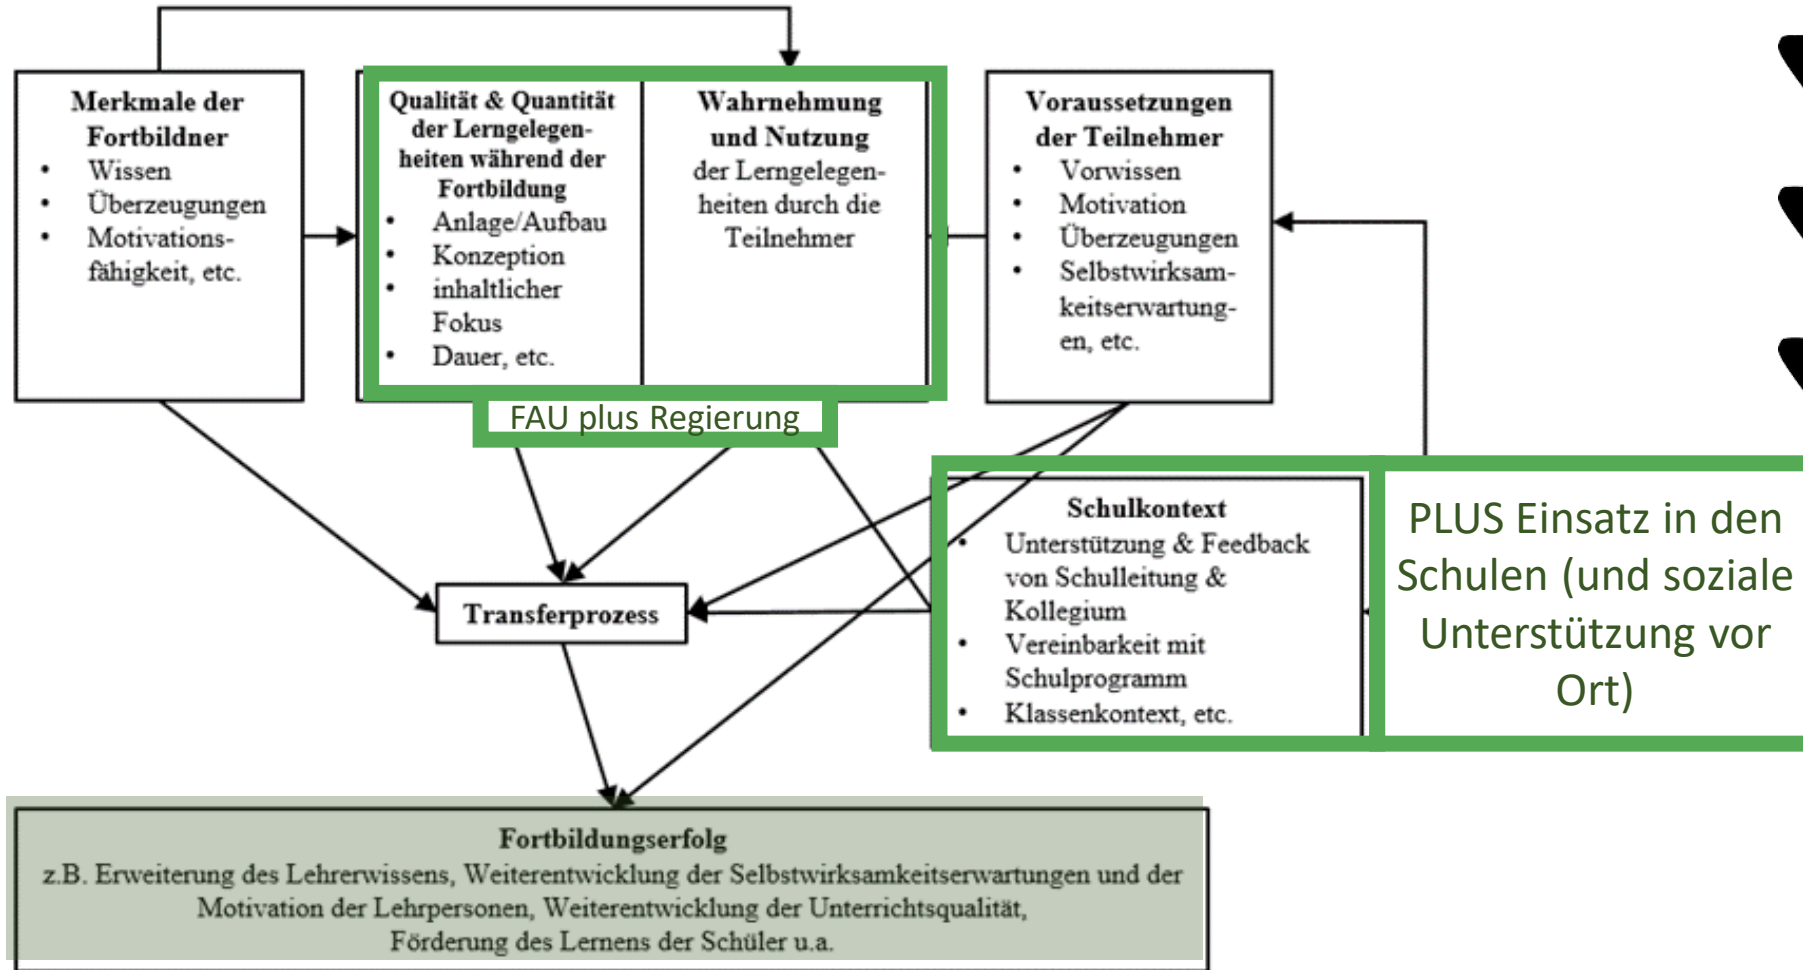 Merkmale der
Fortbildner
• Wissen
• Überzeugungen
• Motivations-
fähigkeit, etc.
Qualität & Quantität
der Lerngelegen-
heiten während der
Fortbildung
• Anlage/Aufbau
• Konzeption
• inhaltlicher
Fokus
• Dauer, etc.
Wahrnehmung
und Nutzung
der Lerngelegen-
heiten durch die
Teilnehmer
Voraussetzungen
der Teilnehmer
• Vorwissen
• Motivation
• Überzeugungen
• Selbstwirksam-
keitserwartung-
en, etc.
FAU plus Regierung
Schulkontext
• Unterstützung & Feedback
von Schulleitung &
Kollegium
• Vereinbarkeit mit
Schulprogramm
• Klassenkontext, etc.
PLUS Einsatz in den
Schulen (und soziale
Unterstützung vor
Ort)
Transferprozess
Fortbildungserfolg
z.B. Erweiterung des Lehrerwissens, Weiterentwicklung der Selbstwirksamkeitserwartungen und der
Motivation der Lehrpersonen, Weiterentwicklung der Unterrichtsqualität,
Förderung des Lernens der Schüler u.a.